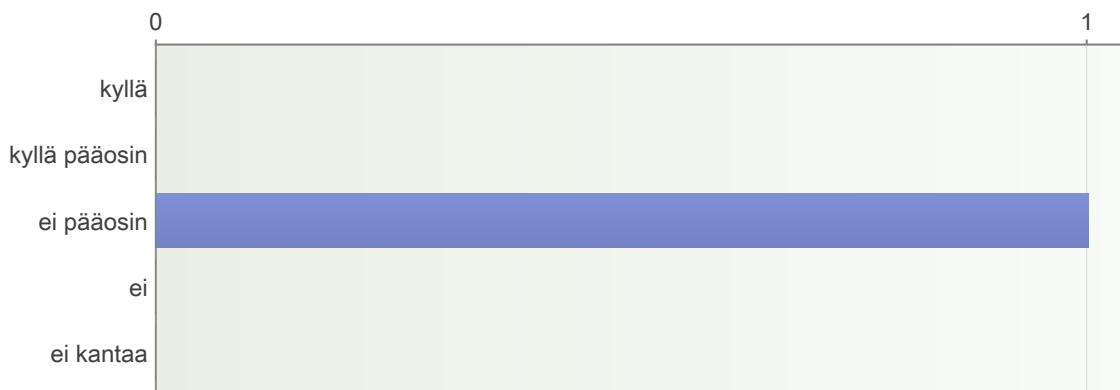 0 1
kyllä
kyllä pääosin
ei pääosin
ei
ei kantaa